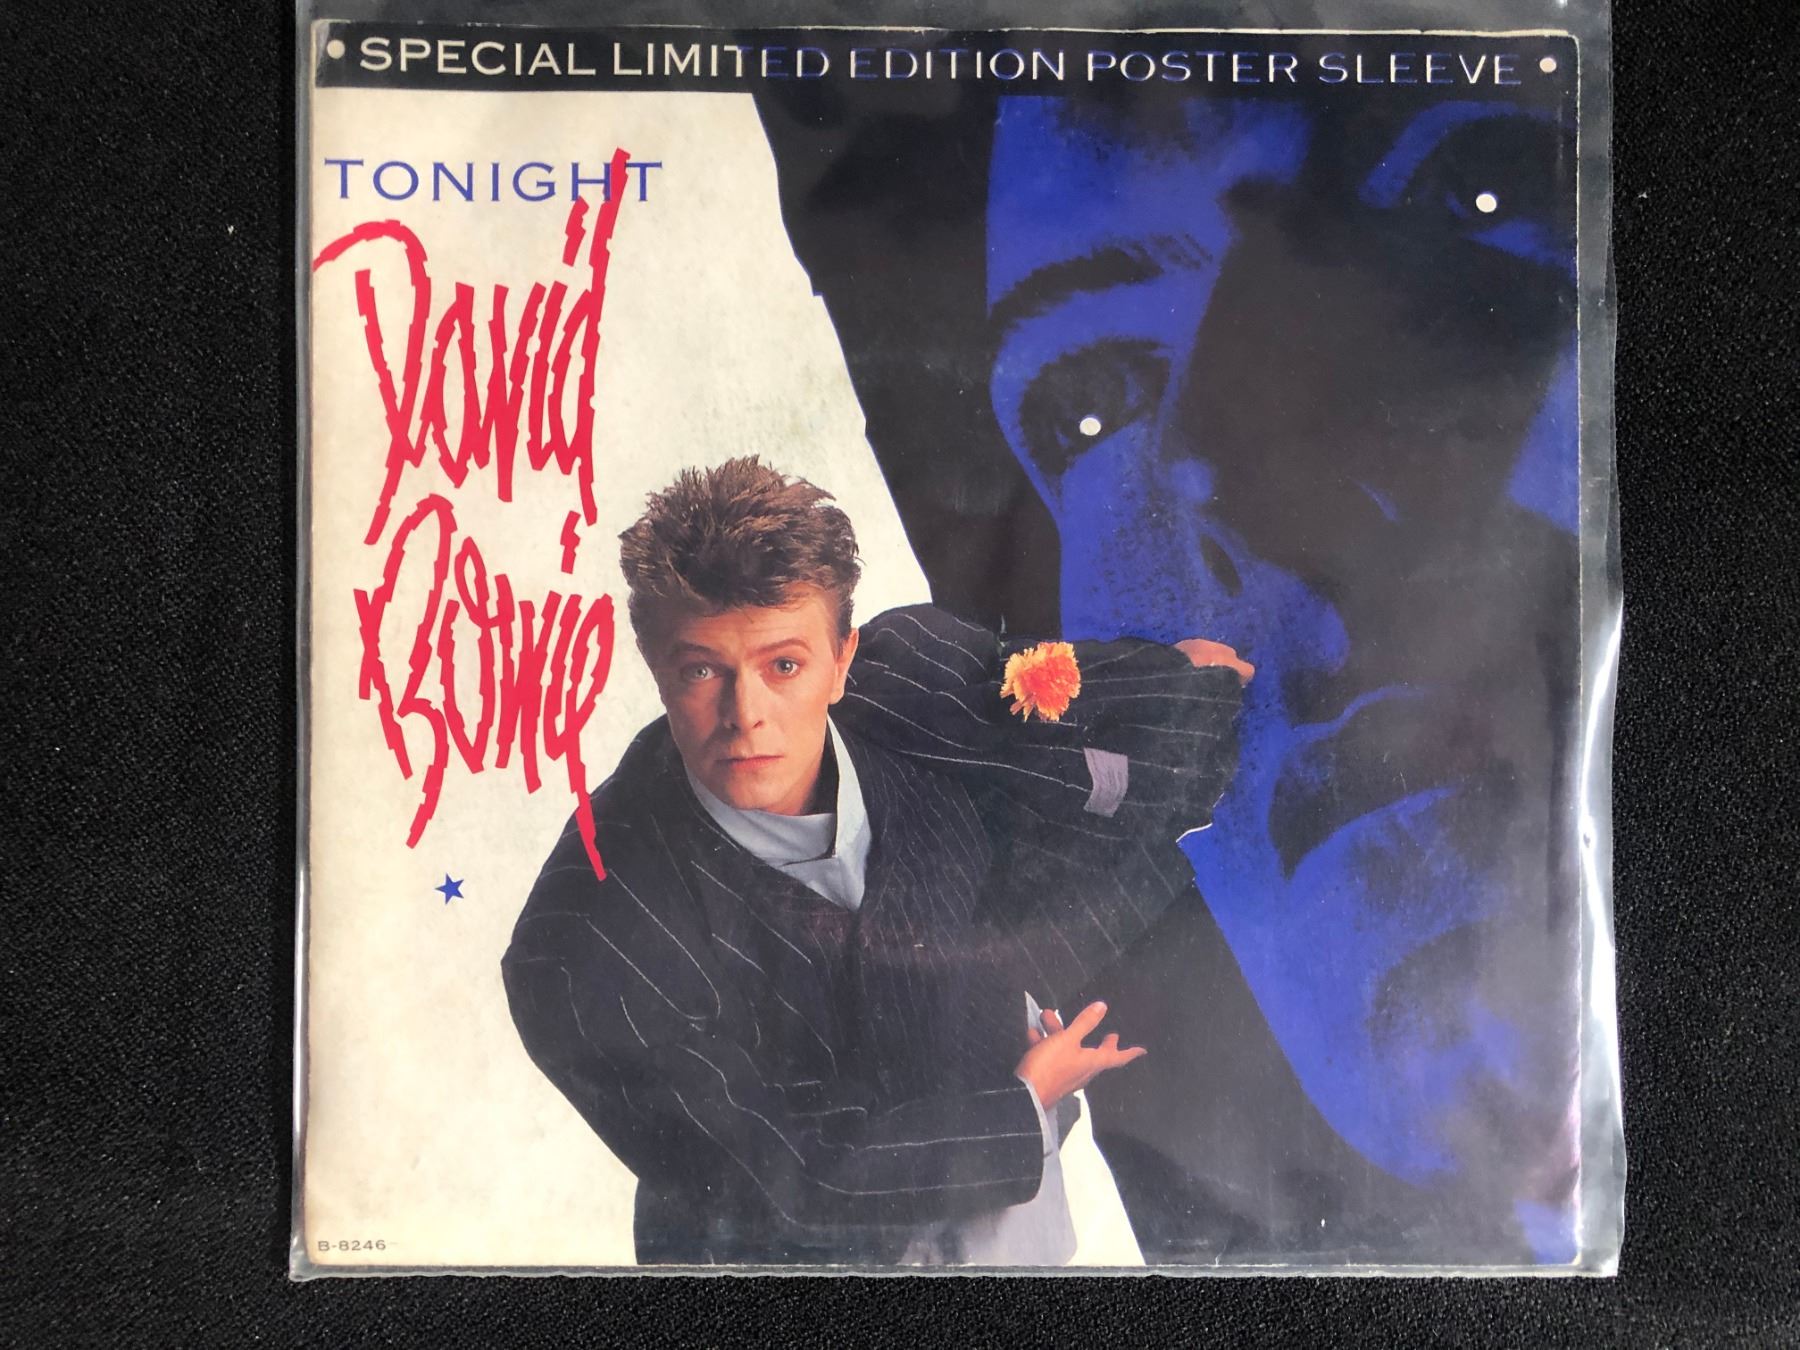 • SPECIAL LIMITED EDITION POSTER SLEEVE •
TONIGHT
David
Bowie
B-8246